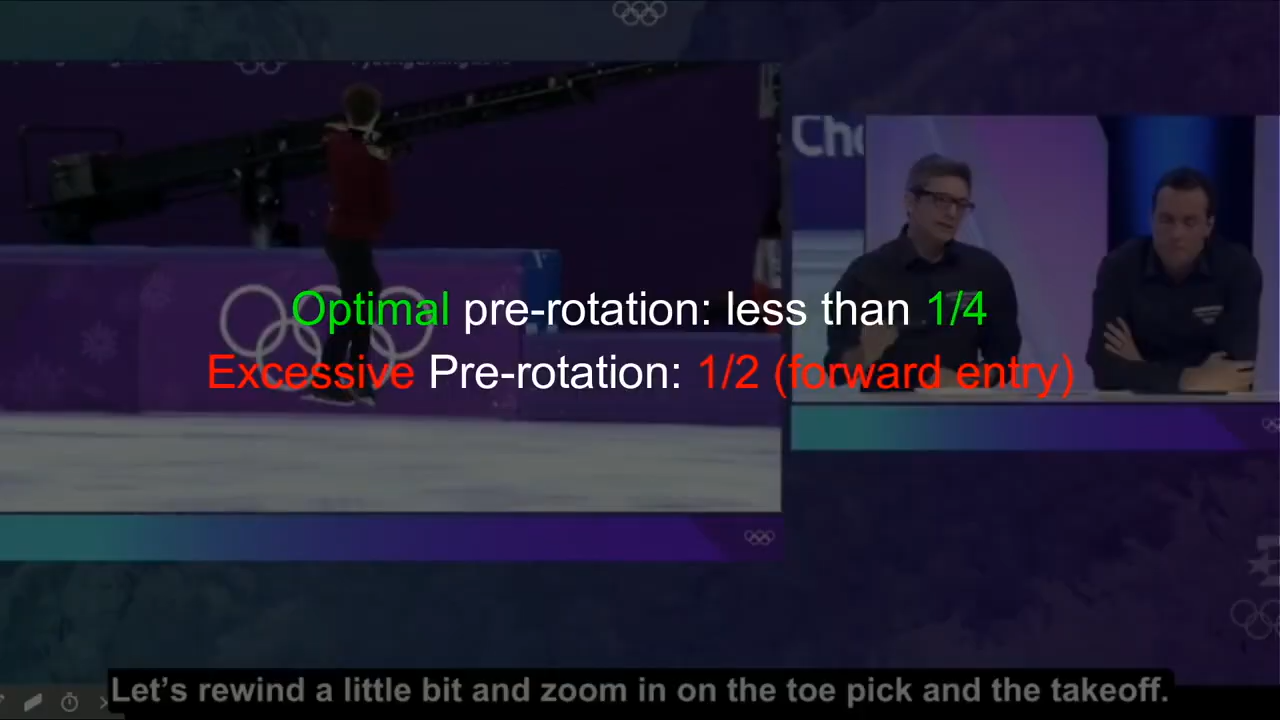 Cho
Optimal pre-rotation: less than 1/4
Excessive Pre-rotation: 1/2 (forward entry)
Let's rewind a little bit and zoom in on the toe pick and the takeoff.